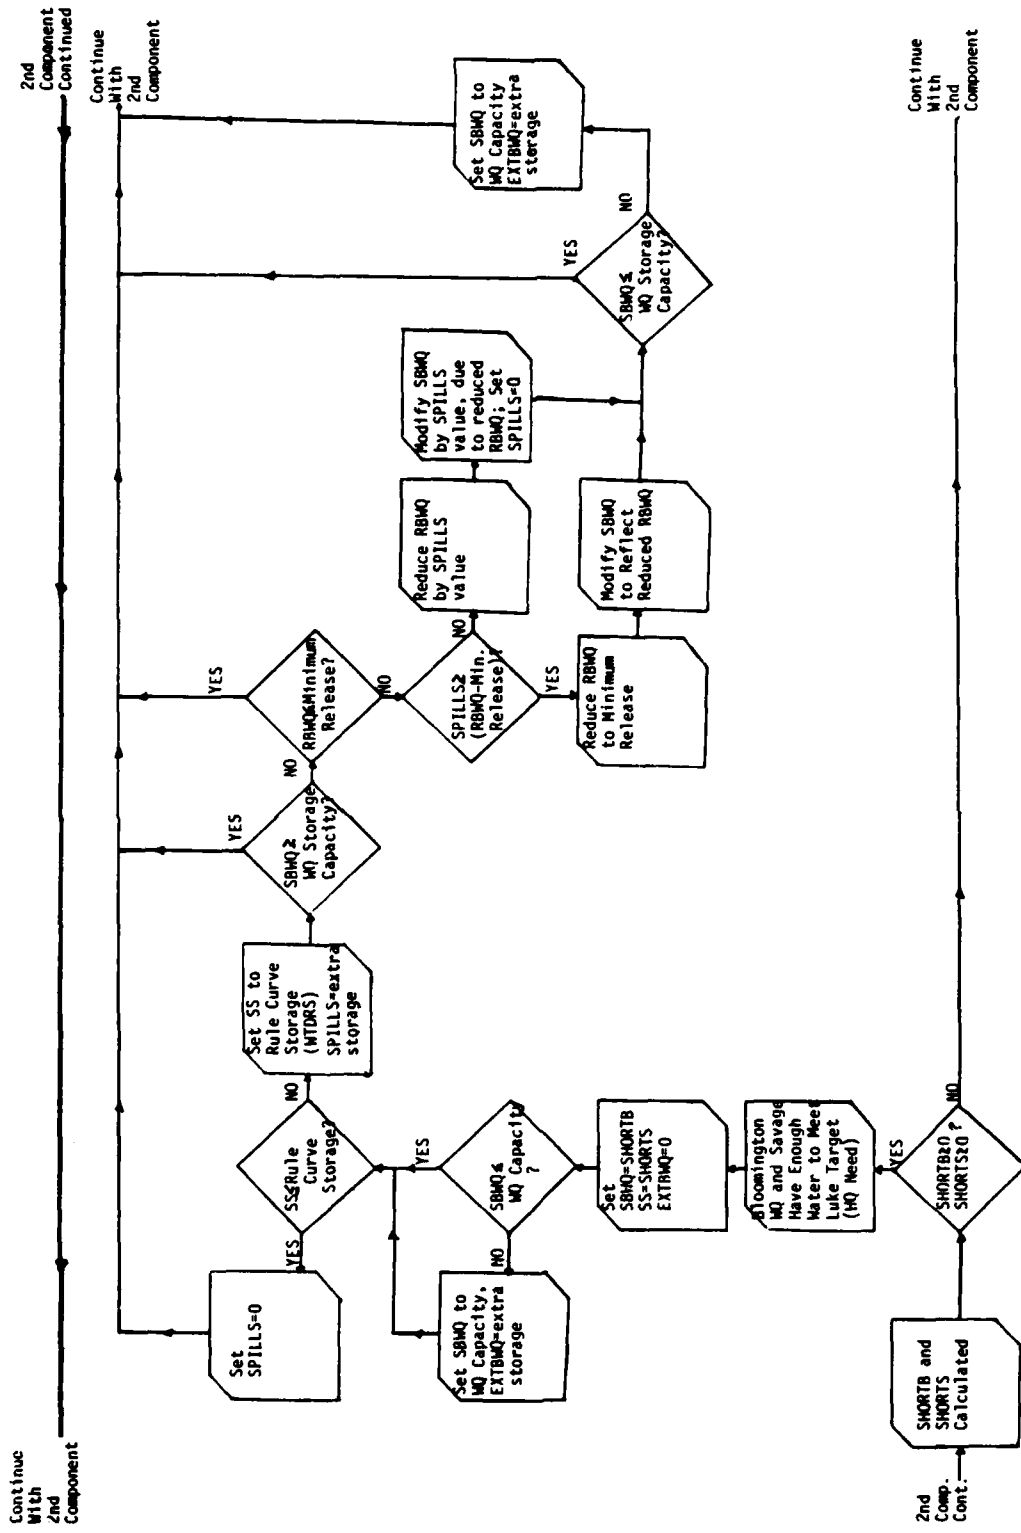 Continue
With
2nd
Component
2nd
Component
Continued
Continue
With
2nd
Component
Set
SPILLS=0
YES
SS≤Rule
Curve
Storage?
NO
Set SS to
Rule Curve
Storage
(WTDRS)
SPILLS=extra
storage
SBWQ≥
WQ Storage
Capacity?
YES
NO
RBWQ≤Minimum
Release?
YES
NO
SPILLS≥
(RBWQ-Min.
Release)?
NO
YES
Reduce RBWQ
by SPILLS
value
Modify SBWQ
by SPILLS
value, due
to reduced
RBWQ; Set
SPILLS=0
Reduce RBWQ
to Minimum
Release
Modify SBWQ
to Reflect
Reduced RBWQ
SBWQ≤
WQ Storage
Capacity?
YES
NO
Set SBWQ to
WQ Capacity
EXTBWQ=extra
storage
Set SBWQ to
WQ Capacity,
EXTBWQ=extra
storage
NO
SBWQ≤
WQ Capacity
?
YES
Set
SBWQ=SHORTB
SS=SHORTS
EXTBWQ=0
Bloomington
WQ and Savage
Have Enough
Water to Meet
Luke Target
(WQ Need)
2nd
Comp.
Cont.
SHORTB and
SHORTS
Calculated
SHORTB≥0
SHORTS≥0 ?
YES
NO
Continue
With
2nd
Component